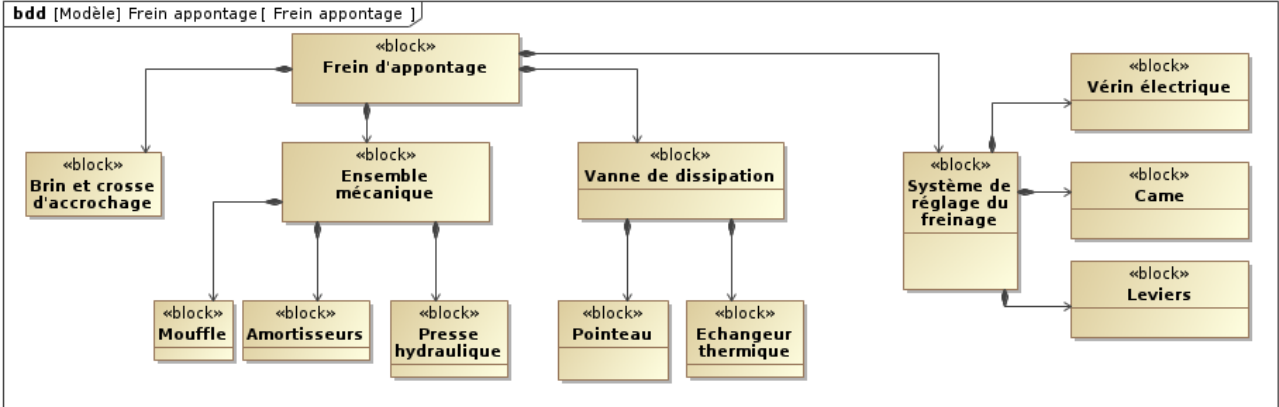 bdd [Modèle] Frein appontage[ Frein appontage ]
«block»
Frein d'appontage
«block»
Vérin électrique
«block»
Brin et crosse
d'accrochage
«block»
Ensemble
mécanique
«block»
Vanne de dissipation
«block»
Système de
réglage du
freinage
«block»
Came
«block»
Leviers
«block»
Mouffle
«block»
Amortisseurs
«block»
Presse
hydraulique
«block»
Pointeau
«block»
Echangeur
thermique